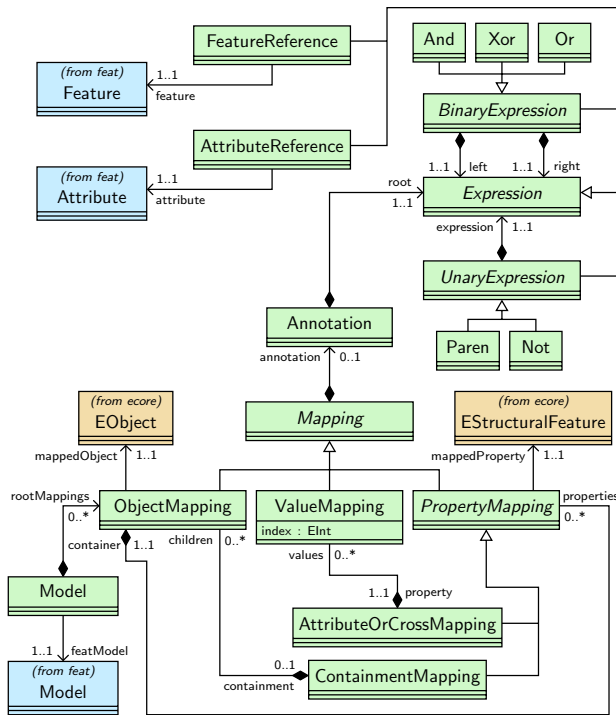 FeatureReference
And
Xor
Or
(from feat)
Feature
1..1
feature
BinaryExpression
AttributeReference
(from feat)
Attribute
1..1
attribute
1..1
left
1..1
right
root
1..1
Expression
expression
1..1
UnaryExpression
Annotation
annotation
0..1
Paren
Not
(from ecore)
EObject
Mapping
(from ecore)
EStructuralFeature
mappedObject
1..1
mappedProperty
1..1
rootMappings
0..*
ObjectMapping
ValueMapping
index : EInt
PropertyMapping
properties
0..*
container
1..1
children
0..*
values
0..*
Model
1..1
property
AttributeOrCrossMapping
1..1
featModel
(from feat)
Model
0..1
containment
ContainmentMapping